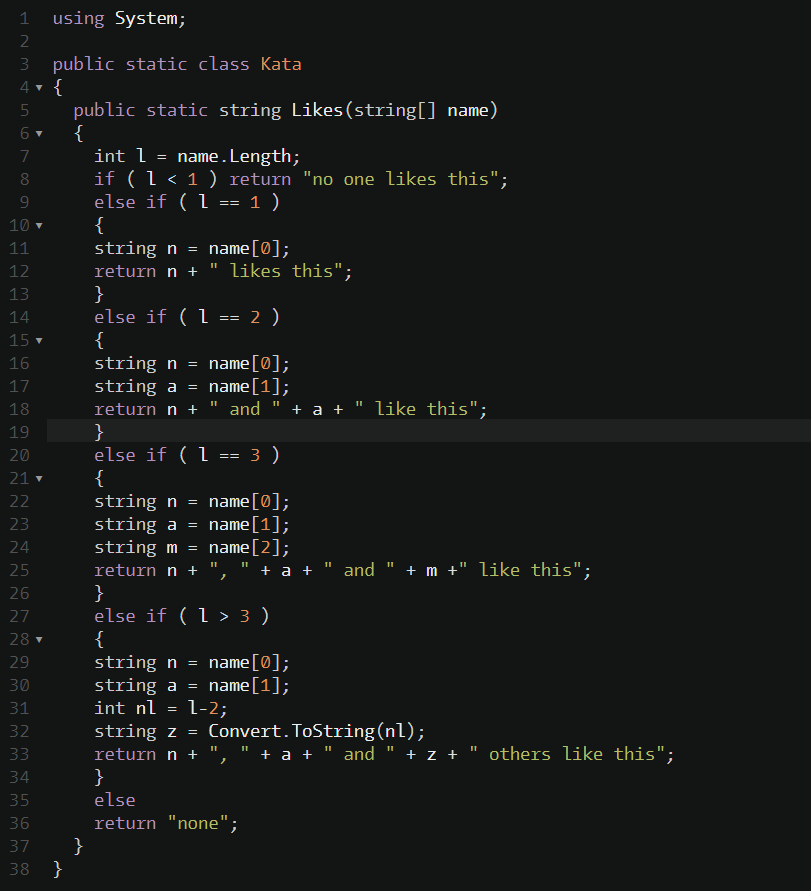 1 using System;
2
3 public static class Kata
4 {
5 public static string Likes(string[] name)
6 {
7 int l = name.Length;
8 if ( l < 1 ) return "no one likes this";
9 else if ( l == 1 )
10 {
11 string n = name[0];
12 return n + " likes this";
13 }
14 else if ( l == 2 )
15 {
16 string n = name[0];
17 string a = name[1];
18 return n + " and " + a + " like this";
19 }
20 else if ( l == 3 )
21 {
22 string n = name[0];
23 string a = name[1];
24 string m = name[2];
25 return n + ", " + a + " and " + m +" like this";
26 }
27 else if ( l > 3 )
28 {
29 string n = name[0];
30 string a = name[1];
31 int nl = l-2;
32 string z = Convert.ToString(nl);
33 return n + ", " + a + " and " + z + " others like this";
34 }
35 else
36 return "none";
37 }
38 }